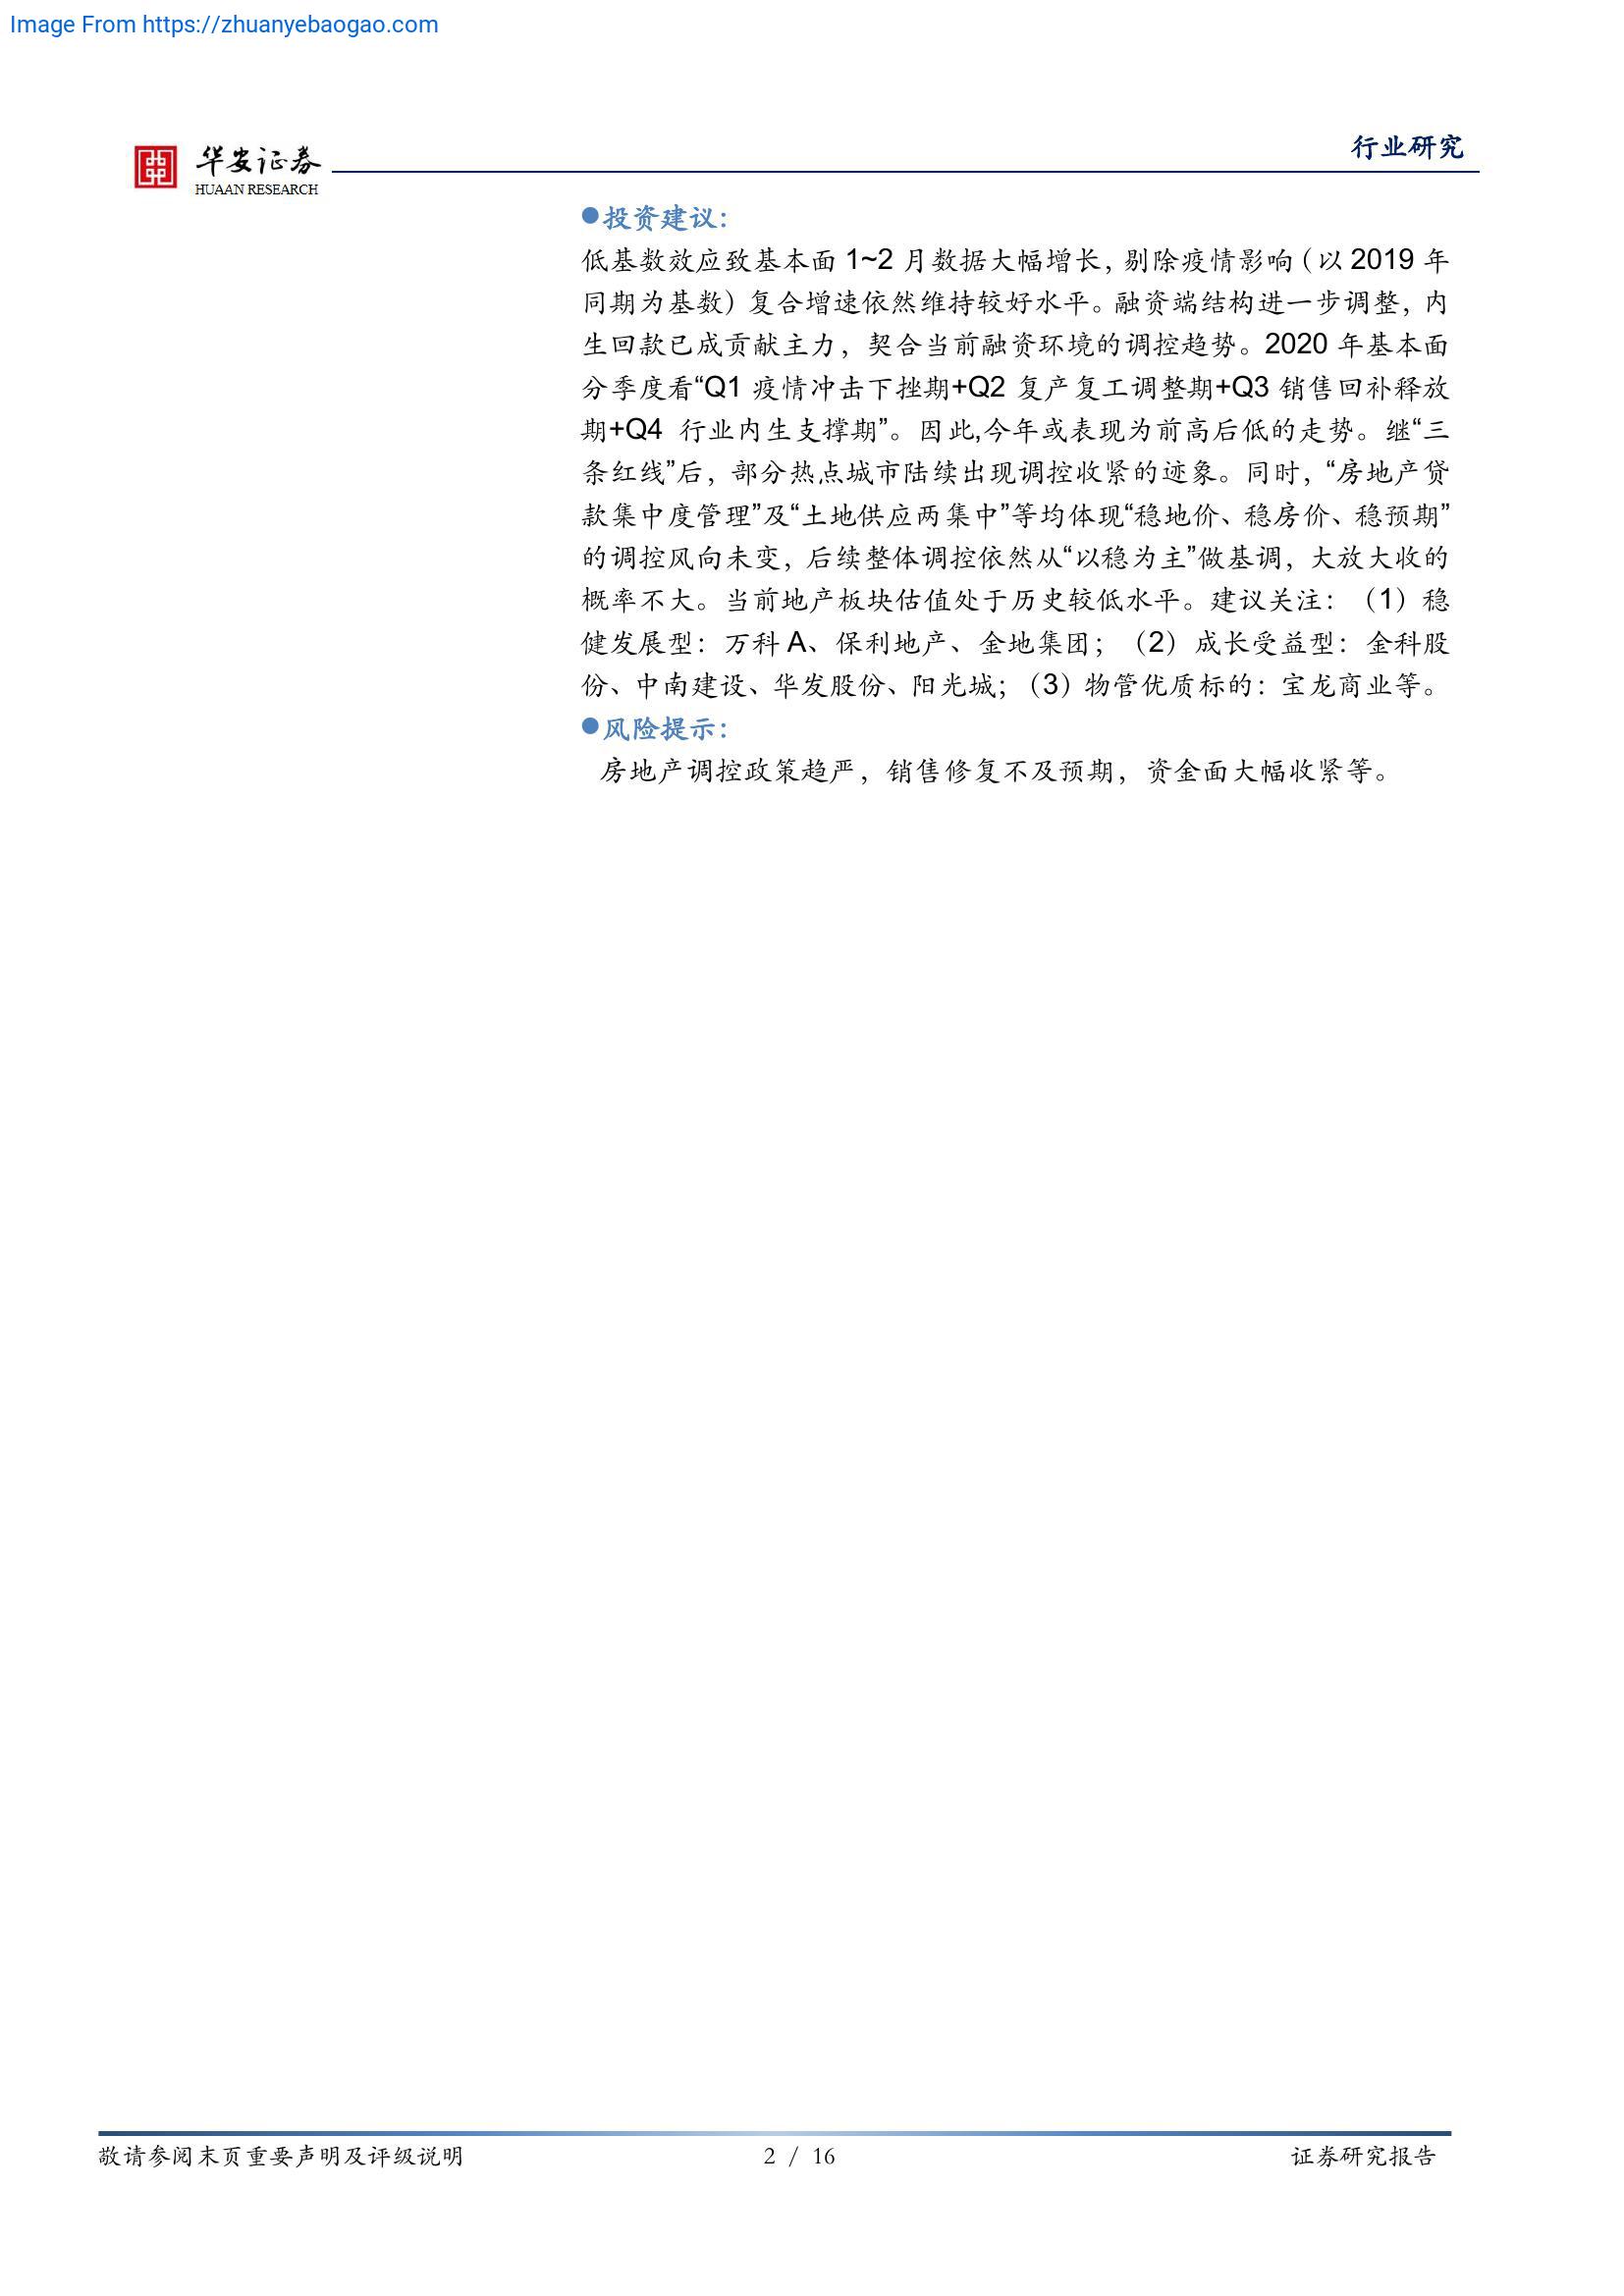 Image From https://zhuanyebaogao.com
华安证券
HUAAN RESEARCH
行业研究
●投资建议：
低基数效应致基本面 1~2 月数据大幅增长，剔除疫情影响（以 2019 年
同期为基数）复合增速依然维持较好水平。融资端结构进一步调整，内
生回款已成贡献主力，契合当前融资环境的调控趋势。2020 年基本面
分季度看“Q1 疫情冲击下挫期+Q2 复产复工调整期+Q3 销售回补释放
期+Q4 行业内生支撑期”。因此,今年或表现为前高后低的走势。继“三
条红线”后，部分热点城市陆续出现调控收紧的迹象。同时，“房地产贷
款集中度管理”及“土地供应两集中”等均体现“稳地价、稳房价、稳预期”
的调控风向未变，后续整体调控依然从“以稳为主”做基调，大放大收的
概率不大。当前地产板块估值处于历史较低水平。建议关注：（1）稳
健发展型：万科 A、保利地产、金地集团；（2）成长受益型：金科股
份、中南建设、华发股份、阳光城；（3）物管优质标的：宝龙商业等。
●风险提示：
房地产调控政策趋严，销售修复不及预期，资金面大幅收紧等。
敬请参阅末页重要声明及评级说明
2 / 16
证券研究报告